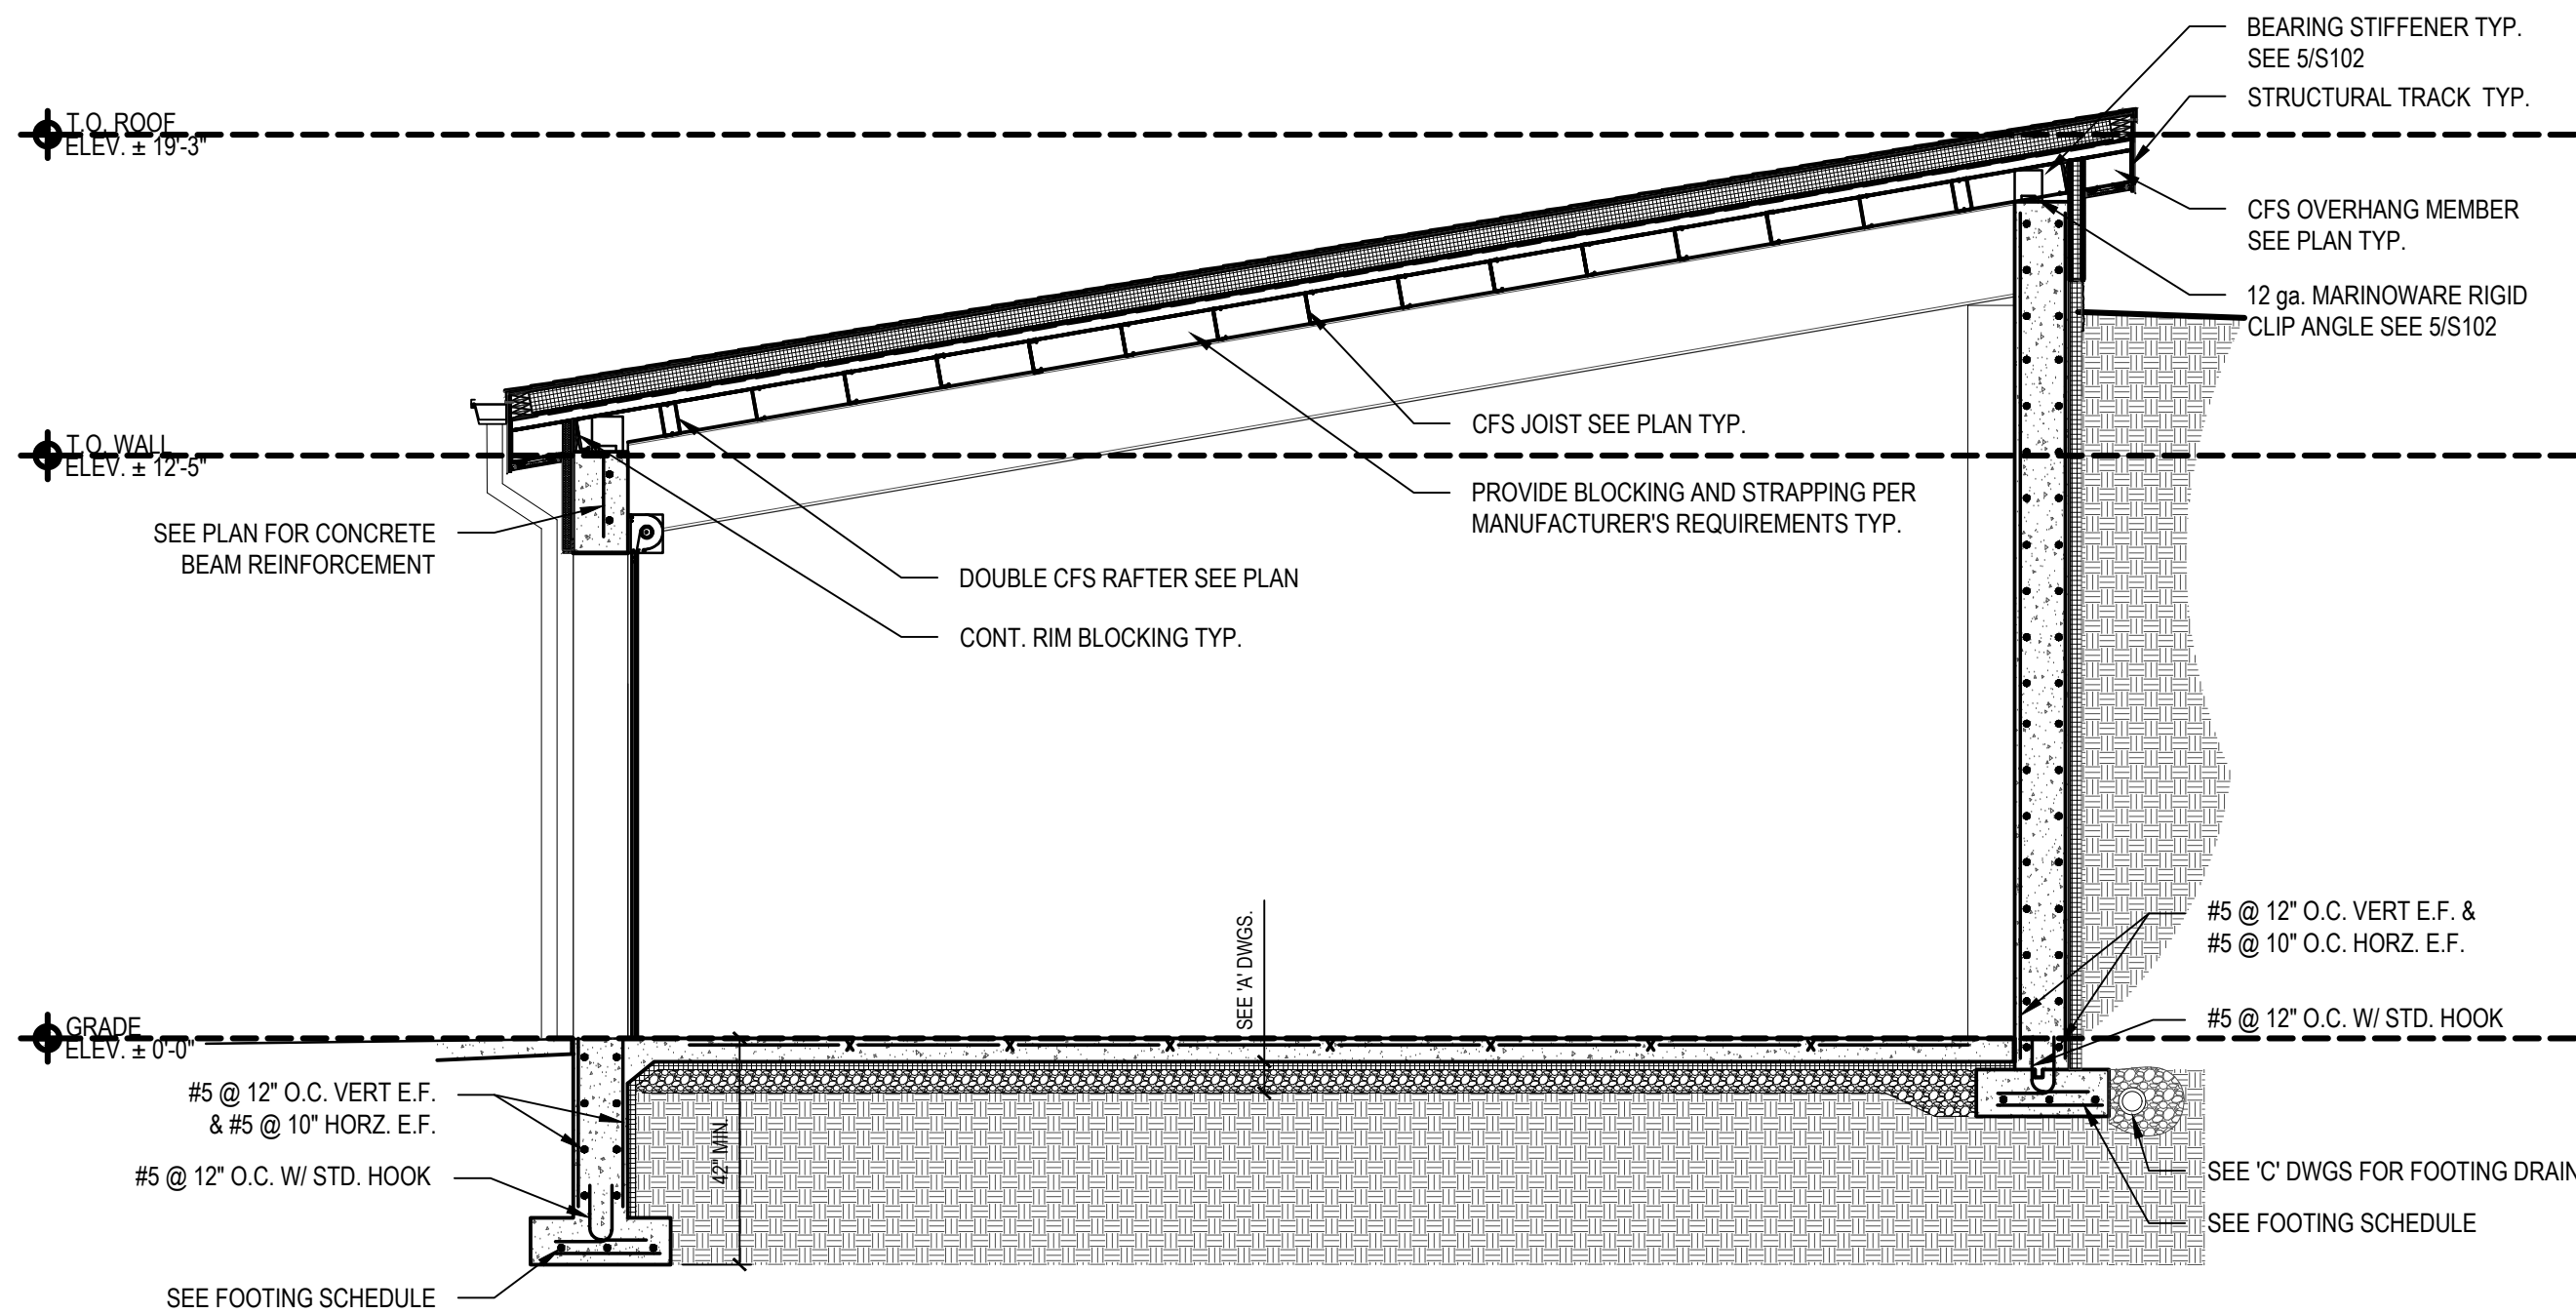 BEARING STIFFENER TYP.
SEE 5/S102
STRUCTURAL TRACK TYP.
T.O. ROOF
ELEV. ± 19'-3"
CFS OVERHANG MEMBER
SEE PLAN TYP.
12 ga. MARINOWARE RIGID
CLIP ANGLE SEE 5/S102
CFS JOIST SEE PLAN TYP.
T.O. WALL
ELEV. ± 12'-5"
PROVIDE BLOCKING AND STRAPPING PER
MANUFACTURER'S REQUIREMENTS TYP.
SEE PLAN FOR CONCRETE
BEAM REINFORCEMENT
DOUBLE CFS RAFTER SEE PLAN
CONT. RIM BLOCKING TYP.
SEE 'A' DWGS.
#5 @ 12" O.C. VERT E.F. &
#5 @ 10" O.C. HORZ. E.F.
#5 @ 12" O.C. W/ STD. HOOK
GRADE
ELEV. ± 0'-0"
#5 @ 12" O.C. VERT E.F.
& #5 @ 10" HORZ. E.F.
42" MIN.
#5 @ 12" O.C. W/ STD. HOOK
SEE 'C' DWGS FOR FOOTING DRAIN
SEE FOOTING SCHEDULE
SEE FOOTING SCHEDULE